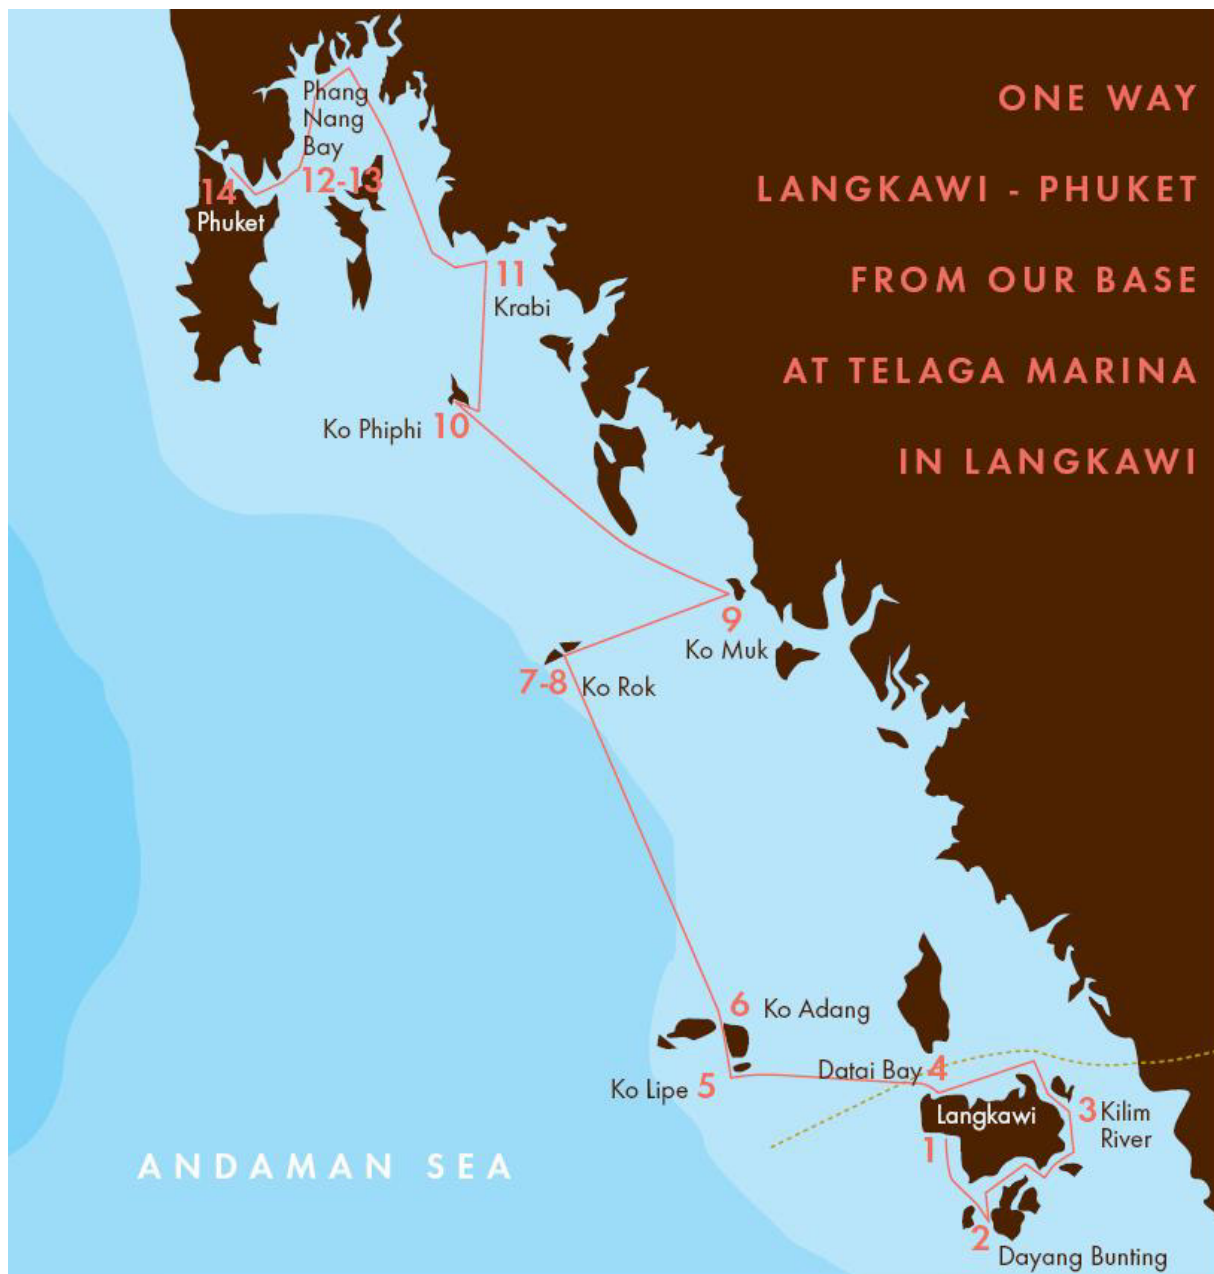 ONE WAY
LANGKAWI - PHUKET
FROM OUR BASE
AT TELAGA MARINA
IN LANGKAWI
Phang
Nang
Bay
12-13
14
Phuket
11
Krabi
Ko Phiphi 10
9
Ko Muk
7-8 Ko Rok
6 Ko Adang
Datai Bay 4
Ko Lipe 5
Langkawi
3 Kilim
River
1
ANDAMAN SEA
2
Dayang Bunting